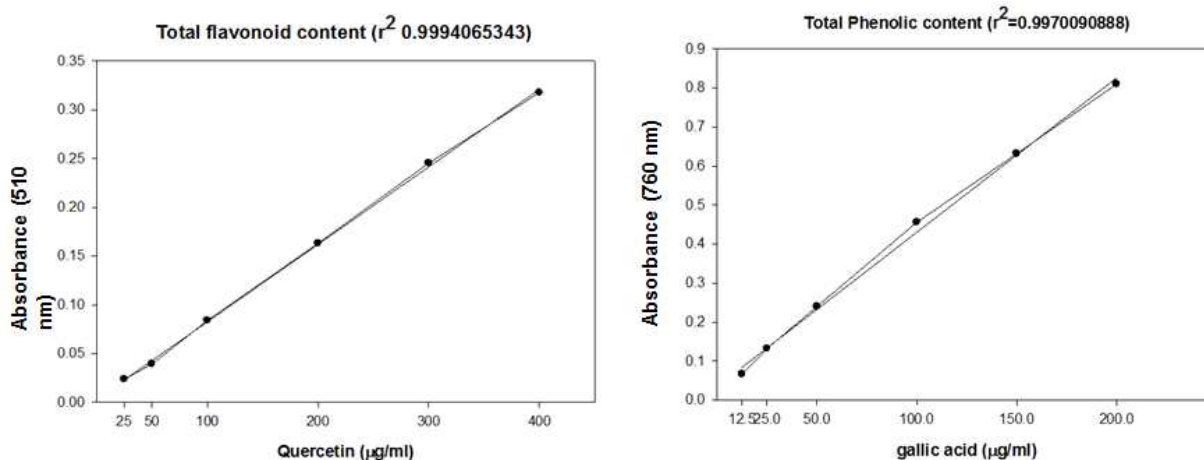 Total flavonoid content (r2 0.9994065343)
0.35
0.30
0.25
0.20
0.15
0.10
0.05
0.00
Absorbance (510
nm)
25 50 100 200 300 400
Quercetin (µg/ml)
Total Phenolic content (r2=0.9970090888)
0.9
0.8
0.7
0.6
0.5
0.4
0.3
0.2
0.1
0.0
Absorbance (760 nm)
12.5 25.0 50.0 100.0 150.0 200.0
gallic acid (µg/ml)